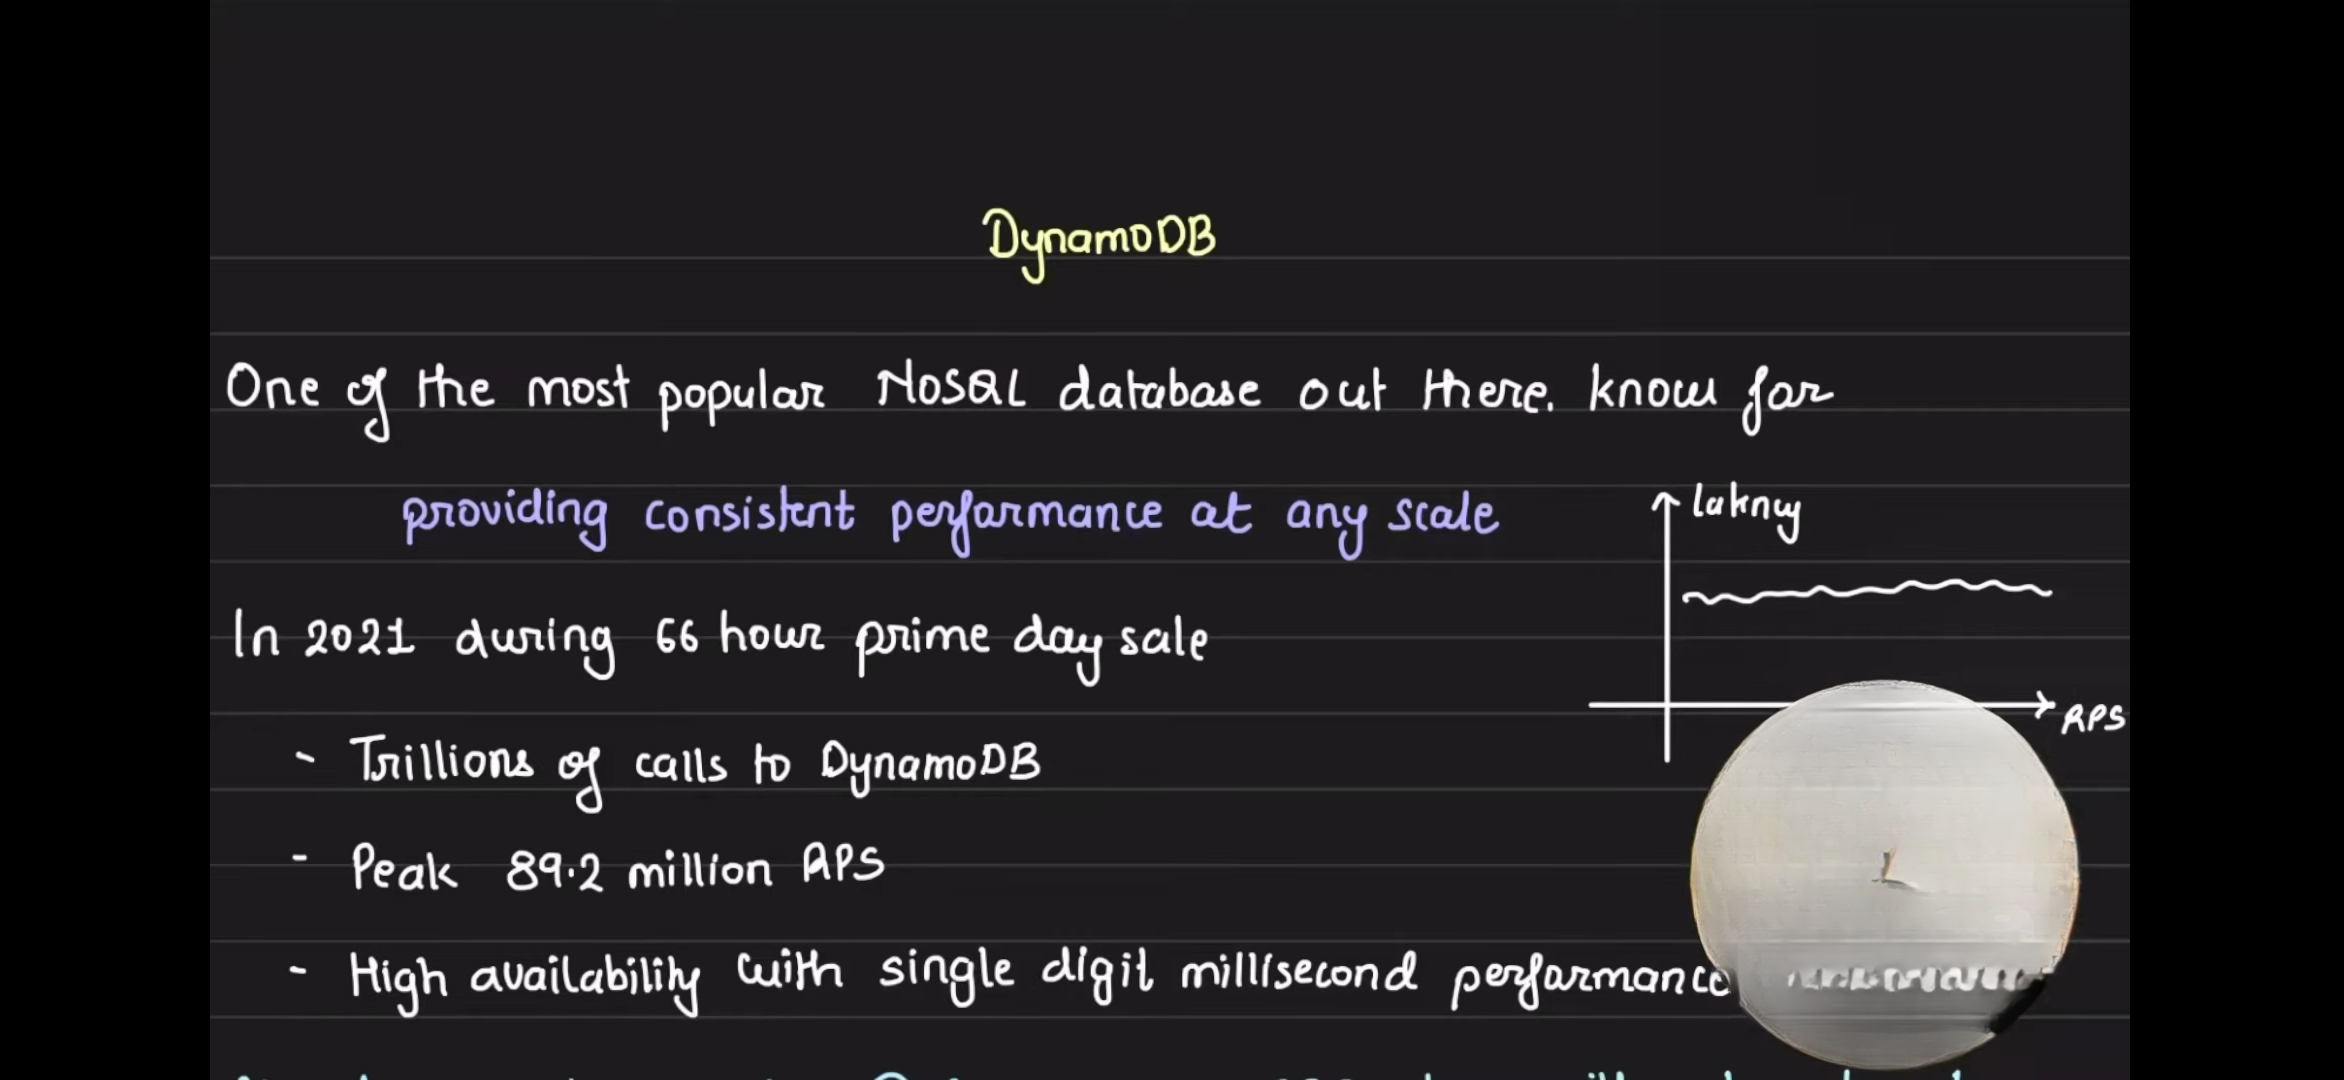 DynamoDB
One of the most popular NoSQL database out there. know for
providing consistent performance at any scale
latency
In 2021 during 66 hour prime day sale
RPS
- Trillions of calls to DynamoDB
- Peak 89.2 million RPS
- High availability with single digit millisecond performance